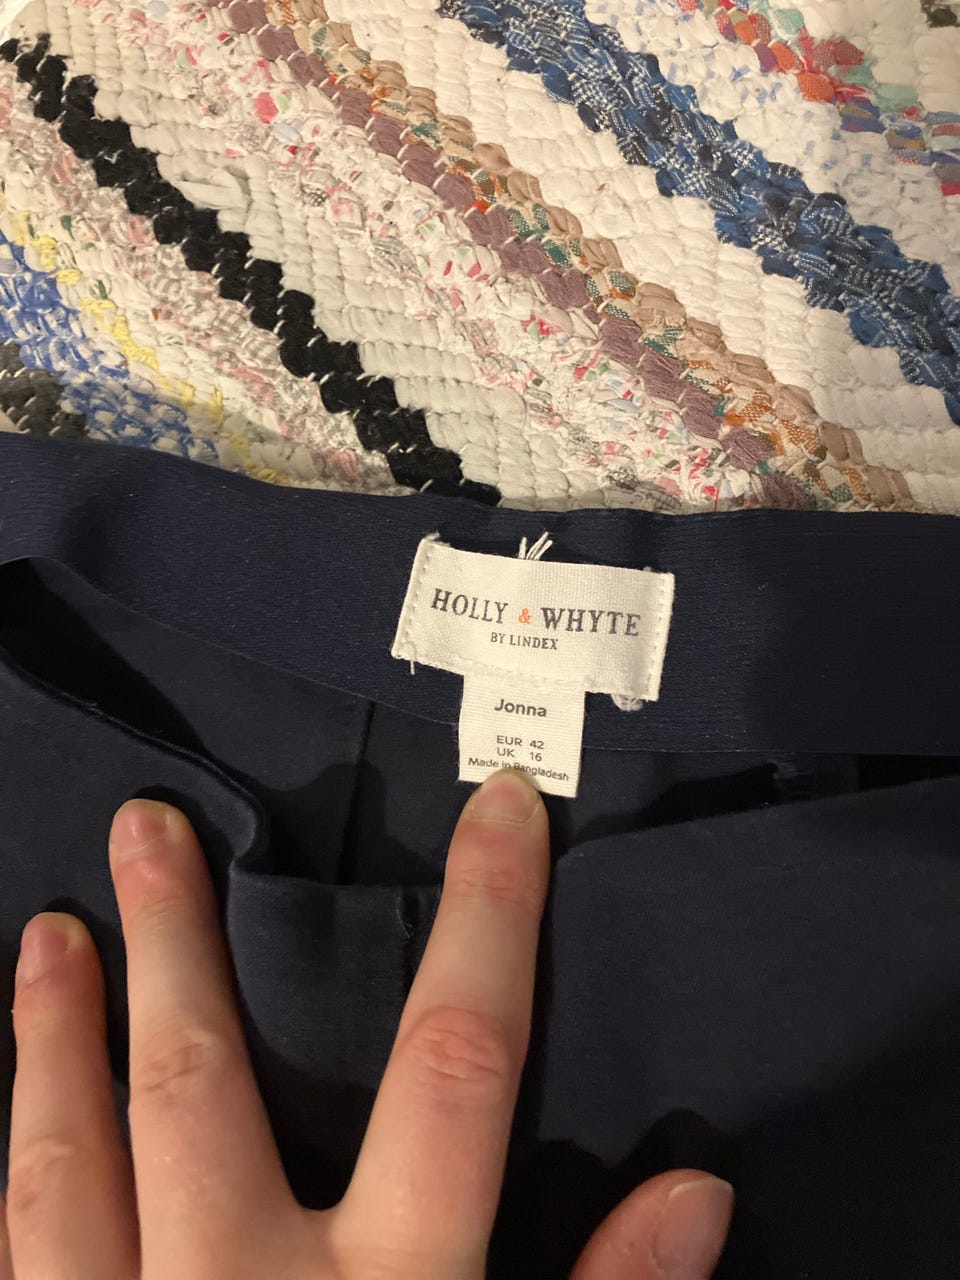 HOLLY & WHYTE
BY LINDEX
Jonna
EUR 42
UK 16
Made in Bangladesh